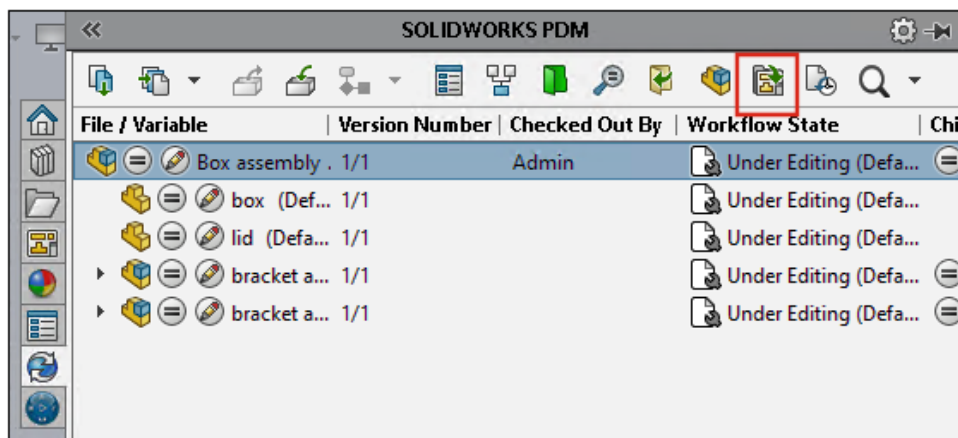 SOLIDWORKS PDM
File / Variable Version Number Checked Out By Workflow State Chi
Box assembly . 1/1 Admin Under Editing (Defa...
box (Def... 1/1 Under Editing (Defa...
lid (Defa... 1/1 Under Editing (Defa...
bracket a... 1/1 Under Editing (Defa...
bracket a... 1/1 Under Editing (Defa...